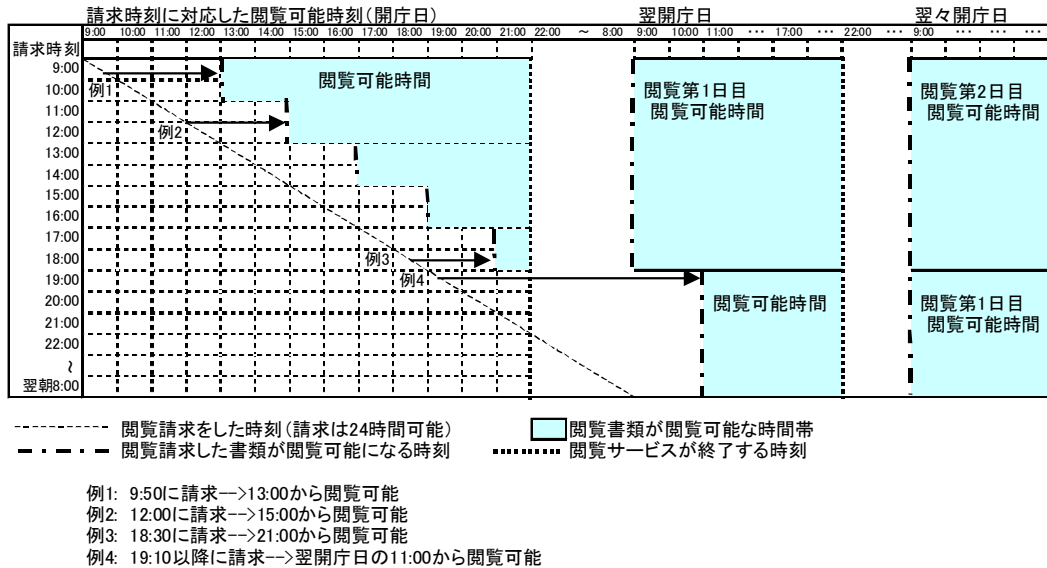 請求時刻に対応した閲覧可能時刻(開庁日) 翌開庁日 翌々開庁日
9:00 10:00 11:00 12:00 13:00 14:00 15:00 16:00 17:00 18:00 19:00 20:00 21:00 22:00 ～ 8:00 9:00 10:00 11:00 … 17:00 … 22:00 … 9:00 … … …
請求時刻
9:00
10:00
11:00
12:00
13:00
14:00
15:00
16:00
17:00
18:00
19:00
20:00
21:00
22:00
～
翌朝8:00
例1
例2
例3
例4
閲覧可能時間
閲覧第1日目
閲覧可能時間
閲覧第2日目
閲覧可能時間
閲覧可能時間
閲覧第1日目
閲覧可能時間
閲覧請求をした時刻(請求は24時間可能) 閲覧書類が閲覧可能な時間帯
閲覧請求した書類が閲覧可能になる時刻 閲覧サービスが終了する時刻
例1: 9:50に請求-->13:00から閲覧可能
例2: 12:00に請求-->15:00から閲覧可能
例3: 18:30に請求-->21:00から閲覧可能
例4: 19:10以降に請求-->翌開庁日の11:00から閲覧可能